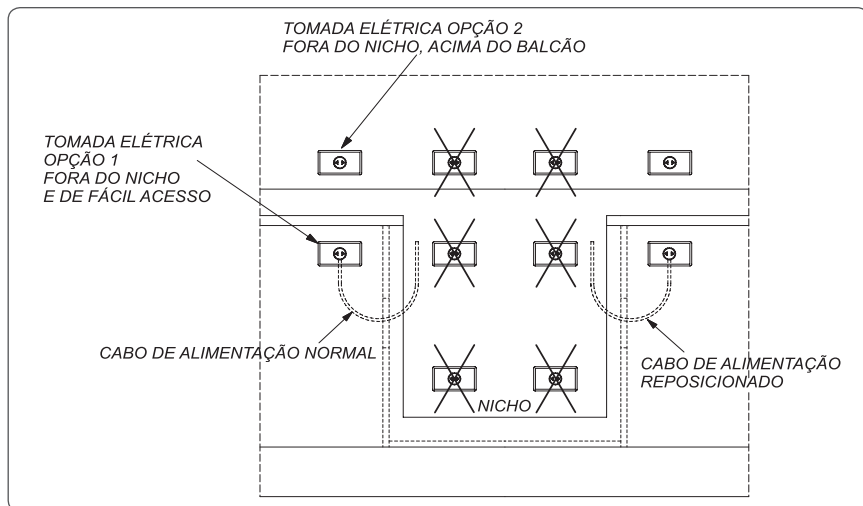 TOMADA ELÉTRICA OPÇÃO 2
FORA DO NICHO, ACIMA DO BALCÃO
TOMADA ELÉTRICA
OPÇÃO 1
FORA DO NICHO
E DE FÁCIL ACESSO
CABO DE ALIMENTAÇÃO NORMAL
CABO DE ALIMENTAÇÃO
REPOSICIONADO
NICHO